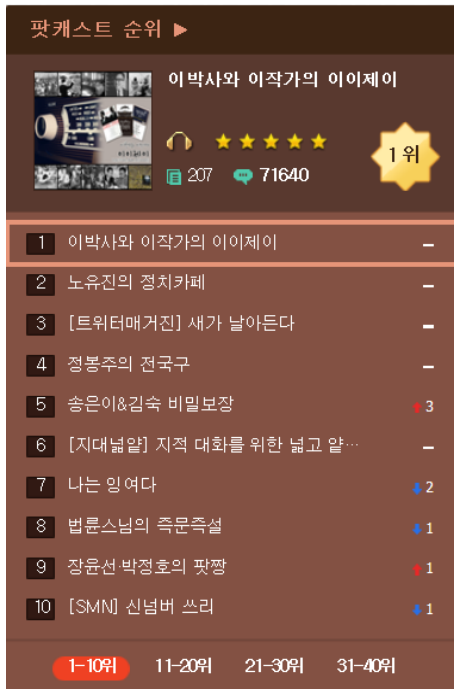 팟캐스트 순위 ▶
이박사와 이작가의 이이제이
1위
207 71640
1 이박사와 이작가의 이이제이 –
2 노유진의 정치카페 –
3 [트위터매거진] 새가 날아든다 –
4 정봉주의 전국구 –
5 송은이&김숙 비밀보장 3
6 [지대넓얕] 지적 대화를 위한 넓고 얕… –
7 나는 잉여다 2
8 법륜스님의 즉문즉설 1
9 장윤선·박정호의 팟짱 1
10 [SMN] 신넘버 쓰리 1
1-10위 11-20위 21-30위 31-40위